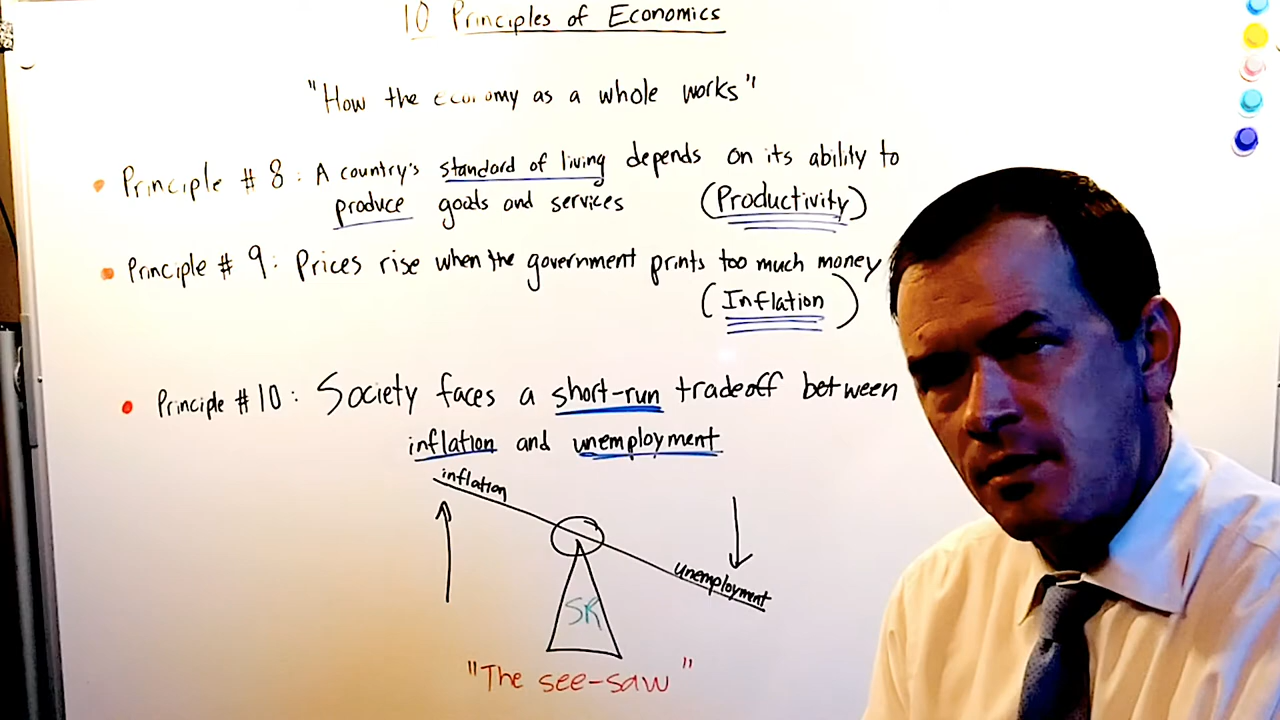 10 Principles of Economics
"How the economy as a whole works"
Principle # 8: A country's standard of living depends on its ability to
produce goods and services (Productivity)
Principle # 9: Prices rise when the government prints too much money
(Inflation)
Principle # 10: Society faces a short-run tradeoff between
inflation and unemployment
inflation
unemployment
SR
"The see-saw"